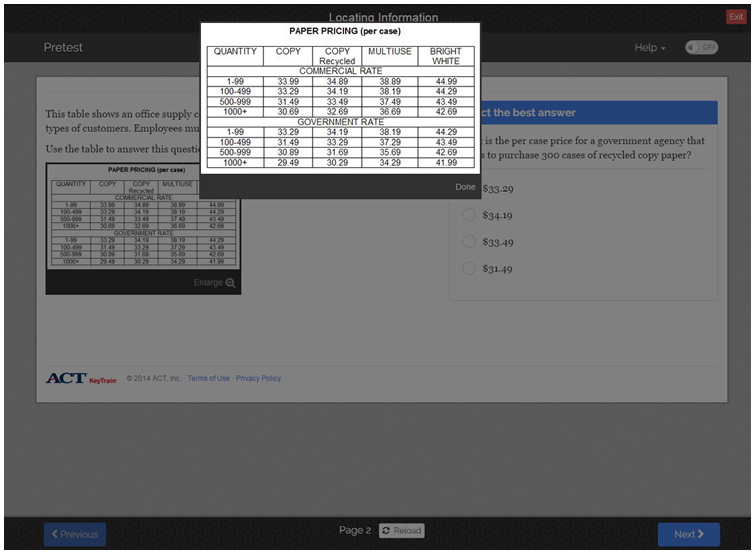 Locating Information
Exit
Pretest
Help
OFF
PAPER PRICING (per case)
QUANTITY COPY COPY Recycled MULTIUSE BRIGHT WHITE
COMMERCIAL RATE
1-99 33.99 34.89 38.89 44.99
100-499 33.29 34.19 38.19 44.29
500-999 31.49 33.49 37.49 43.49
1000+ 30.69 32.69 36.69 42.69
GOVERNMENT RATE
1-99 33.29 34.19 38.19 44.29
100-499 31.49 33.29 37.29 43.49
500-999 30.89 31.69 35.69 42.69
1000+ 29.49 30.29 34.29 41.99
Done
This table shows an office supply
types of customers. Employees
Use the table to answer this
PAPER PRICING (per case)
QUANTITY COPY COPY Recycled MULTIUSE
COMMERCIAL RATE
1-99 33.99 34.89 38.89 44.99
100-499 33.29 34.19 38.19 44.29
500-999 31.49 33.49 37.49 43.49
1000+ 30.69 32.69 36.69 42.69
GOVERNMENT RATE
1-99 33.29 34.19 38.19 44.29
100-499 31.49 33.29 37.29 43.49
500-999 30.89 31.69 35.69 42.69
1000+ 29.49 30.29 34.29 41.99
Enlarge
the best answer
is the per case price for a government agency that
to purchase 300 cases of recycled copy paper?
$33.29
$34.19
$33.49
$31.49
ACT KeyTrain © 2014 ACT, Inc. · Terms of Use · Privacy Policy
Previous
Page 2
Reload
Next